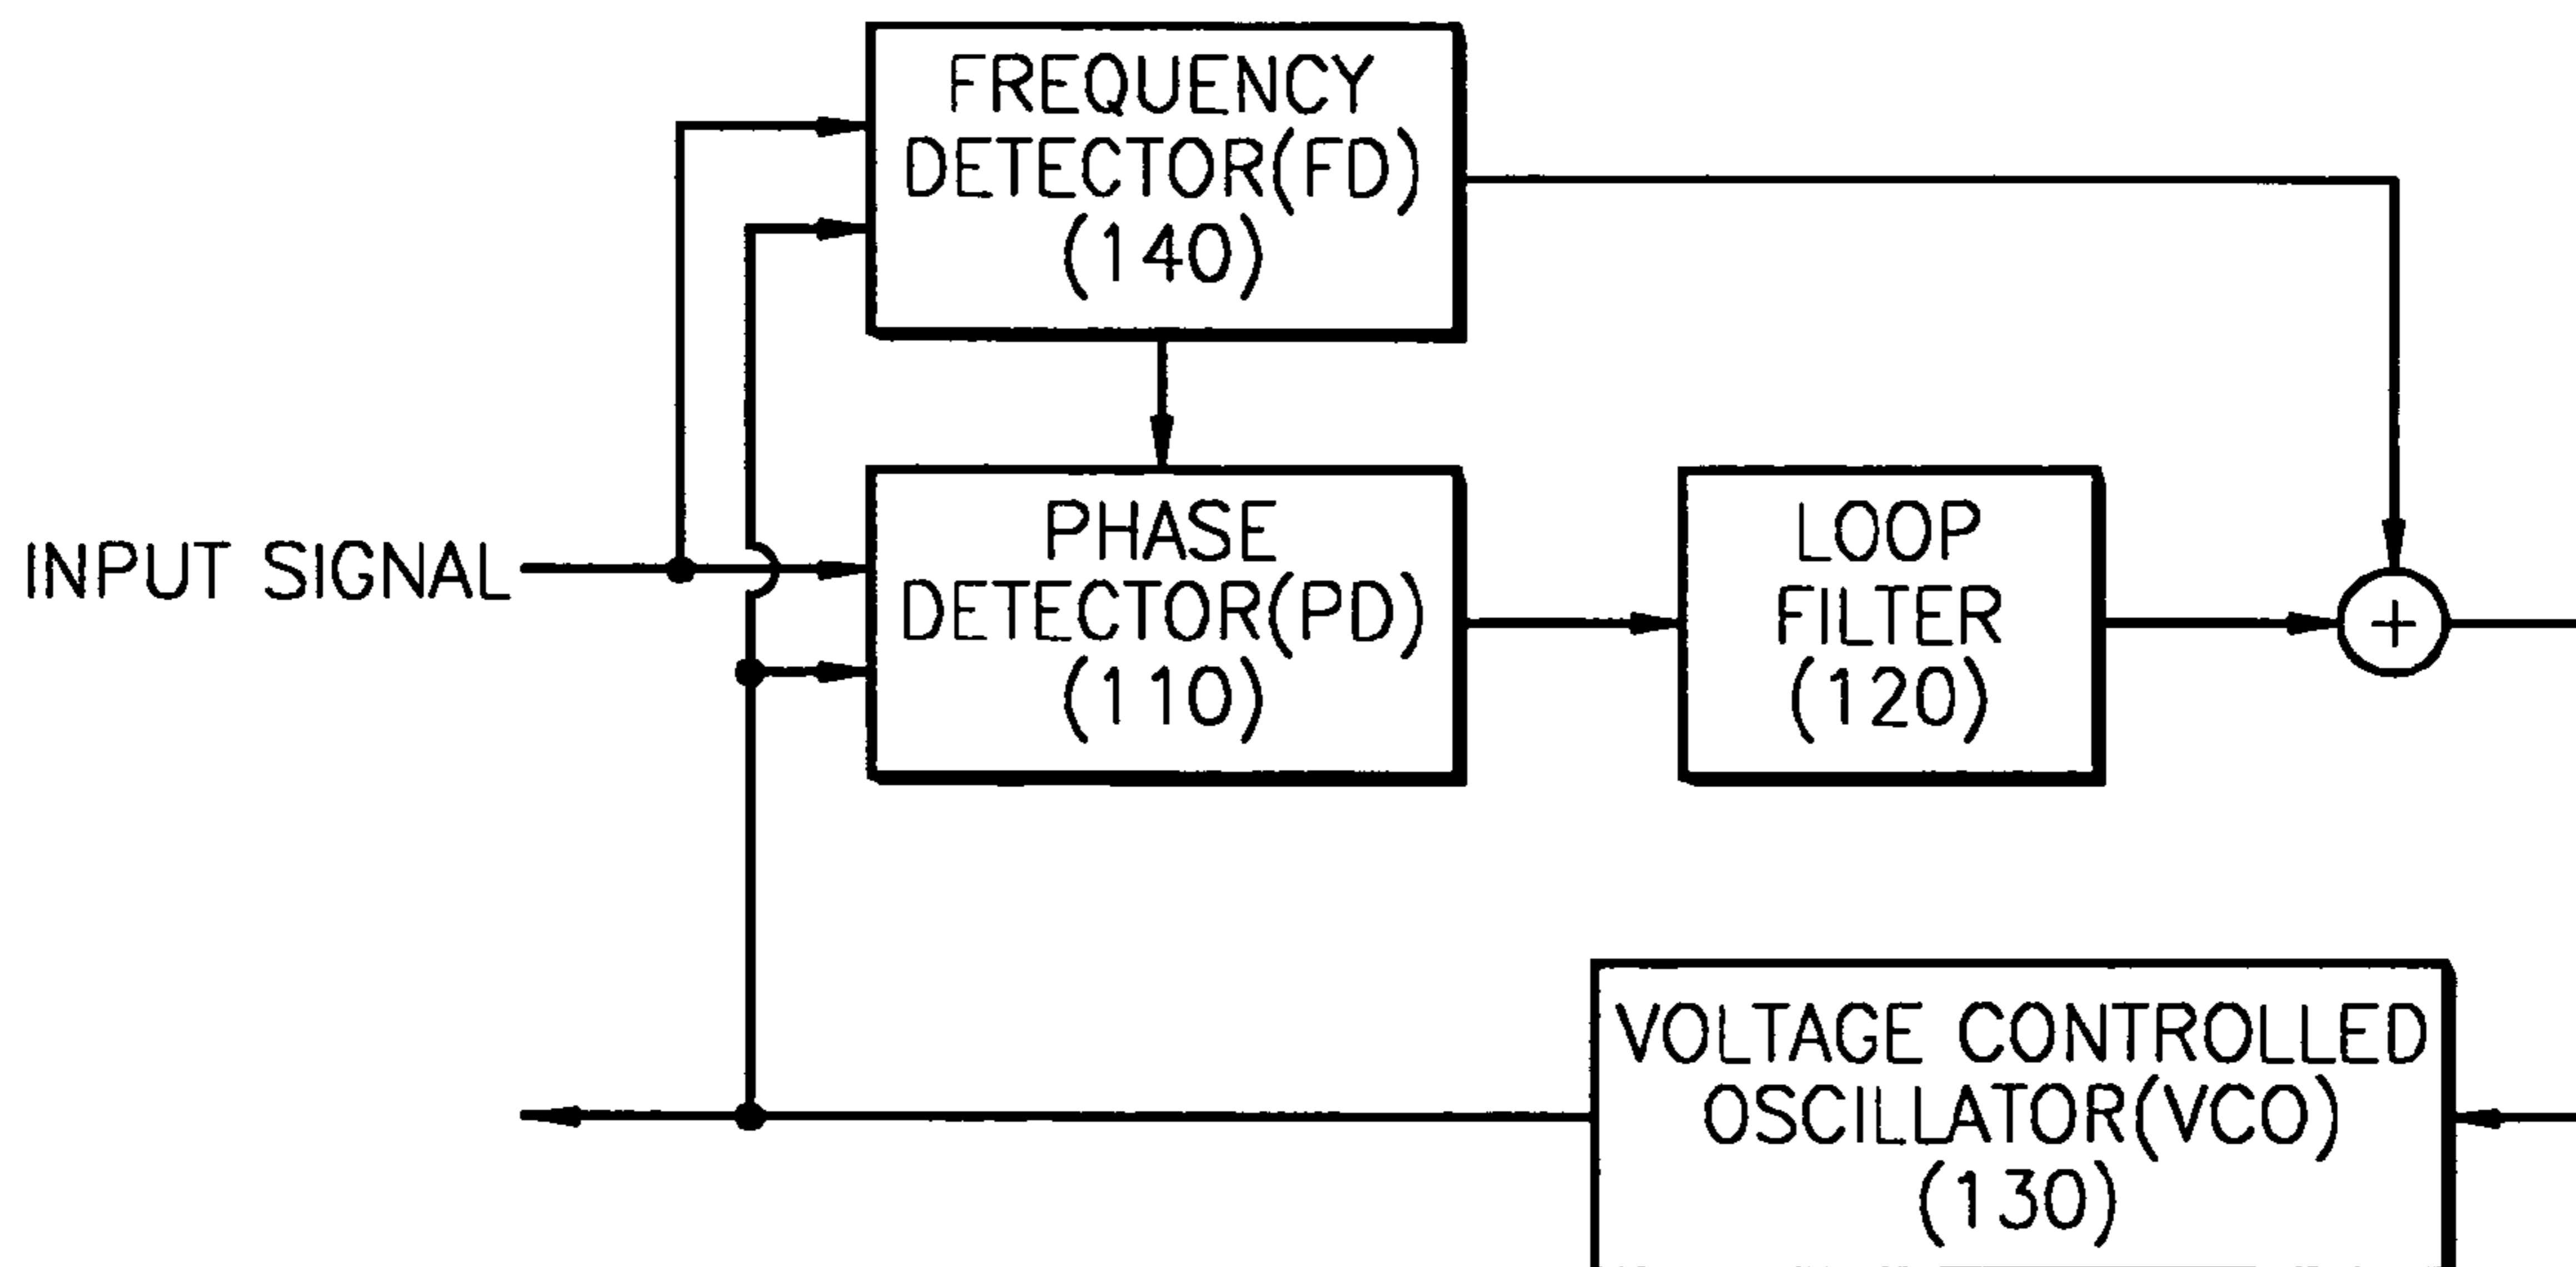 FREQUENCY
DETECTOR(FD)
(140)
INPUT SIGNAL
PHASE
DETECTOR(PD)
(110)
LOOP
FILTER
(120)
+
VOLTAGE CONTROLLED
OSCILLATOR(VCO)
(130)